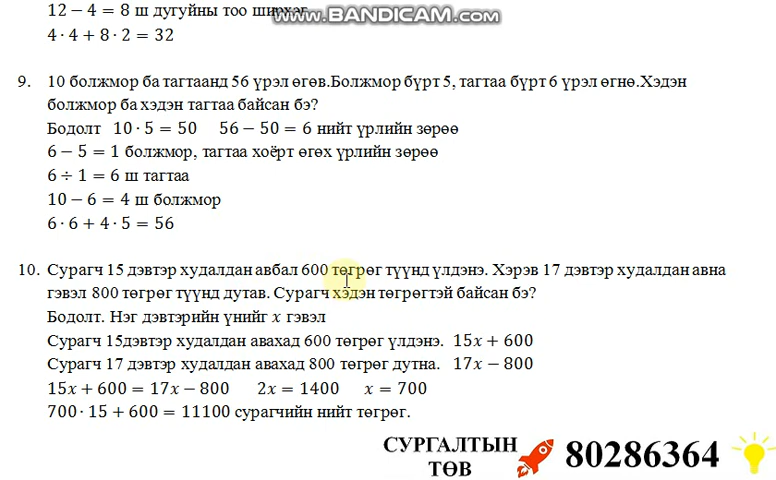 12 − 4 = 8 ш дугуйны тоо ширхэг
www.BANDICAM.com
4 · 4 + 8 · 2 = 32
9. 10 болжмор ба тагтаанд 56 үрэл өгөв.Болжмор бүрт 5, тагтаа бүрт 6 үрэл өгнө.Хэдэн
болжмор ба хэдэн тагтаа байсан бэ?
Бодолт 10 · 5 = 50 56 − 50 = 6 нийт үрлийн зөрөө
6 − 5 = 1 болжмор, тагтаа хоёрт өгөх үрлийн зөрөө
6 ÷ 1 = 6 ш тагтаа
10 − 6 = 4 ш болжмор
6 · 6 + 4 · 5 = 56
10. Сурагч 15 дэвтэр худалдан авбал 600 төгрөг түүнд үлдэнэ. Хэрэв 17 дэвтэр худалдан авна
гэвэл 800 төгрөг түүнд дутав. Сурагч хэдэн төгрөгтэй байсан бэ?
Бодолт. Нэг дэвтэрийн үнийг x гэвэл
Сурагч 15дэвтэр худалдан авахад 600 төгрөг үлдэнэ. 15x + 600
Сурагч 17 дэвтэр худалдан авахад 800 төгрөг дутна. 17x − 800
15x + 600 = 17x − 800 2x = 1400 x = 700
700 · 15 + 600 = 11100 сурагчийн нийт төгрөг.
СУРГАЛТЫН
ТӨВ
80286364